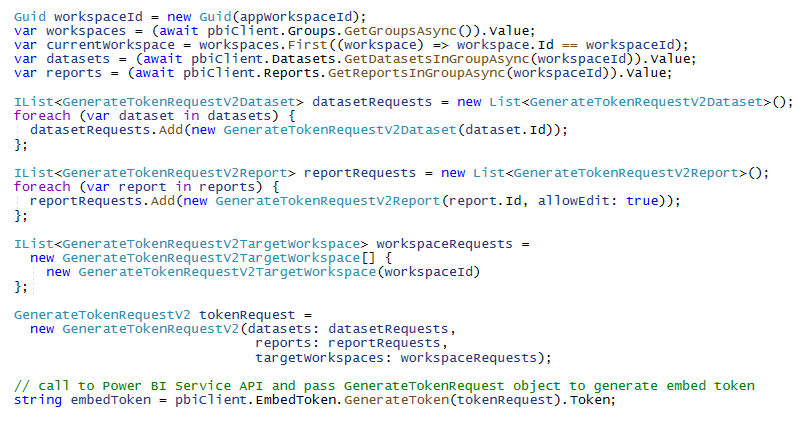 Guid workspaceId = new Guid(appWorkspaceId);
var workspaces = (await pbiClient.Groups.GetGroupsAsync()).Value;
var currentWorkspace = workspaces.First((workspace) => workspace.Id == workspaceId);
var datasets = (await pbiClient.Datasets.GetDatasetsInGroupAsync(workspaceId)).Value;
var reports = (await pbiClient.Reports.GetReportsInGroupAsync(workspaceId)).Value;

IList<GenerateTokenRequestV2Dataset> datasetRequests = new List<GenerateTokenRequestV2Dataset>();
foreach (var dataset in datasets) {
  datasetRequests.Add(new GenerateTokenRequestV2Dataset(dataset.Id));
};

IList<GenerateTokenRequestV2Report> reportRequests = new List<GenerateTokenRequestV2Report>();
foreach (var report in reports) {
  reportRequests.Add(new GenerateTokenRequestV2Report(report.Id, allowEdit: true));
};

IList<GenerateTokenRequestV2TargetWorkspace> workspaceRequests =
  new GenerateTokenRequestV2TargetWorkspace[] {
    new GenerateTokenRequestV2TargetWorkspace(workspaceId)
};

GenerateTokenRequestV2 tokenRequest =
  new GenerateTokenRequestV2(datasets: datasetRequests,
                              reports: reportRequests,
                              targetWorkspaces: workspaceRequests);

// call to Power BI Service API and pass GenerateTokenRequest object to generate embed token
string embedToken = pbiClient.EmbedToken.GenerateToken(tokenRequest).Token;